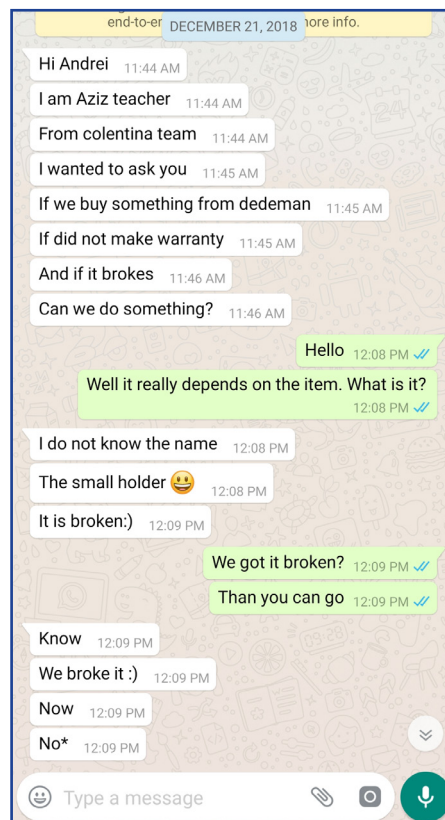 end-to-er
DECEMBER 21, 2018
nore info.
Hi Andrei 11:44 AM
I am Aziz teacher 11:44 AM
From colentina team 11:44 AM
I wanted to ask you 11:45 AM
If we buy something from dedeman 11:45 AM
If did not make warranty 11:45 AM
And if it brokes 11:46 AM
Can we do something? 11:46 AM
Hello 12:08 PM
Well it really depends on the item. What is it?
12:08 PM
I do not know the name 12:08 PM
The small holder 😀 12:08 PM
It is broken:) 12:09 PM
We got it broken? 12:09 PM
Than you can go 12:09 PM
Know 12:09 PM
We broke it :) 12:09 PM
Now 12:09 PM
No* 12:09 PM
Type a message